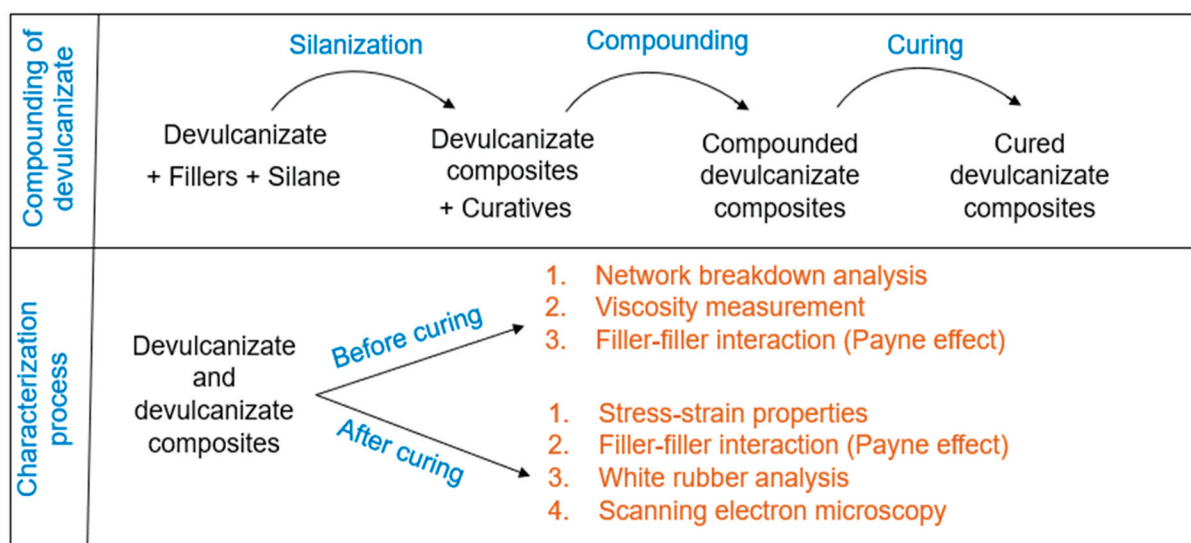 Compounding of
devulcanizate
Silanization
Compounding
Curing
Devulcanizate
+ Fillers + Silane
Devulcanizate
composites
+ Curatives
Compounded
devulcanizate
composites
Cured
devulcanizate
composites
Characterization
process
Devulcanizate
and
devulcanizate
composites
Before curing
1. Network breakdown analysis
2. Viscosity measurement
3. Filler-filler interaction (Payne effect)
After curing
1. Stress-strain properties
2. Filler-filler interaction (Payne effect)
3. White rubber analysis
4. Scanning electron microscopy